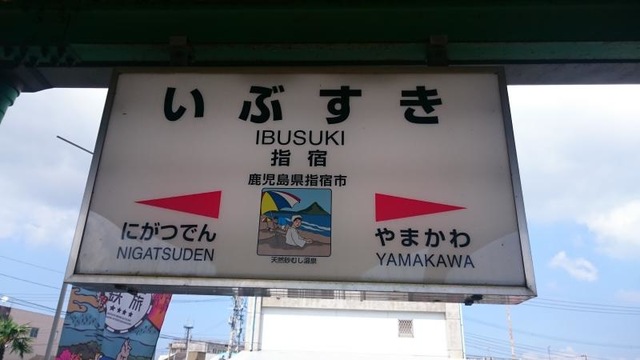 いぶすき
IBUSUKI
指宿
鹿児島県指宿市
にがつでん
NIGATSUDEN
やまかわ
YAMAKAWA
天然砂むし温泉